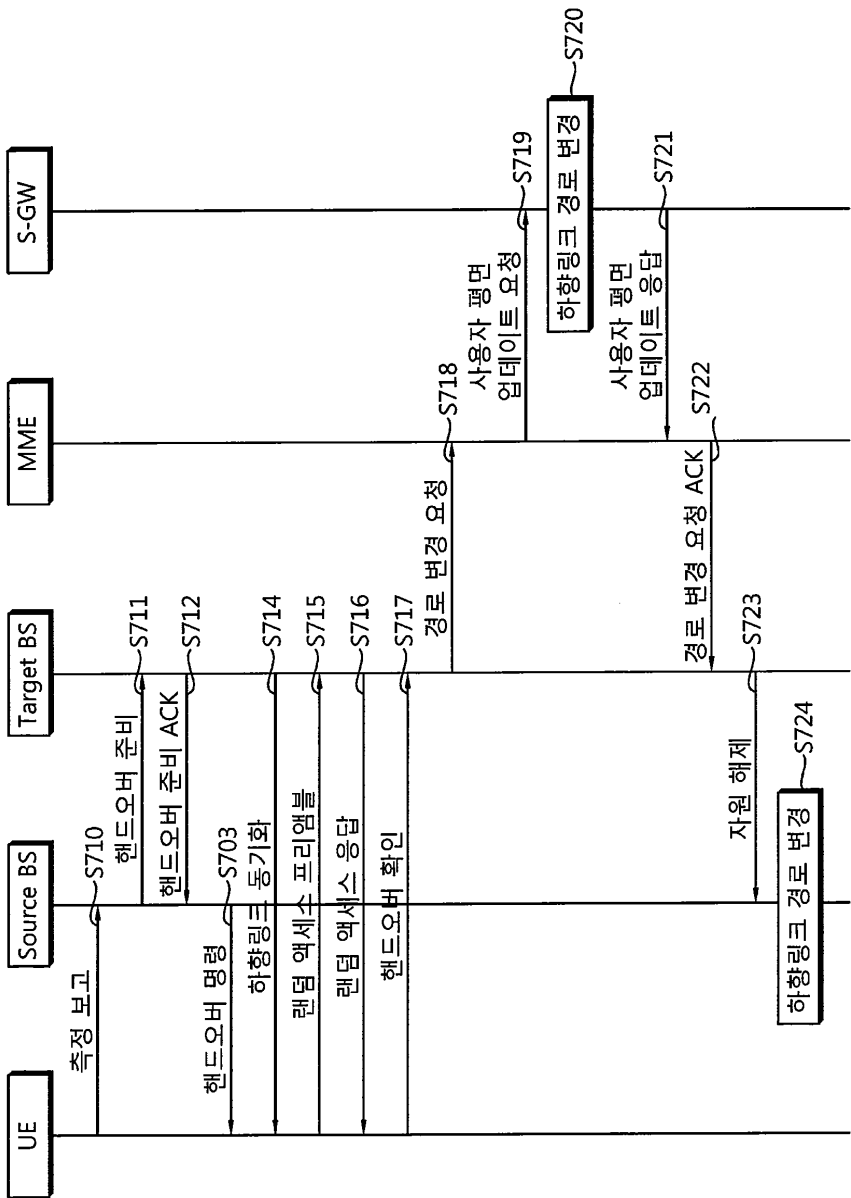 UE
Source BS
Target BS
MME
S-GW
측정 보고
S710
핸드오버 준비
S711
핸드오버 준비 ACK
S712
핸드오버 명령
S703
하향링크 동기화
S714
랜덤 액세스 프리앰블
S715
랜덤 액세스 응답
S716
핸드오버 확인
S717
경로 변경 요청
S718
사용자 평면
업데이트 요청
S719
하향링크 경로 변경
S720
사용자 평면
업데이트 응답
S721
경로 변경 요청 ACK
S722
자원 해제
S723
하향링크 경로 변경
S724